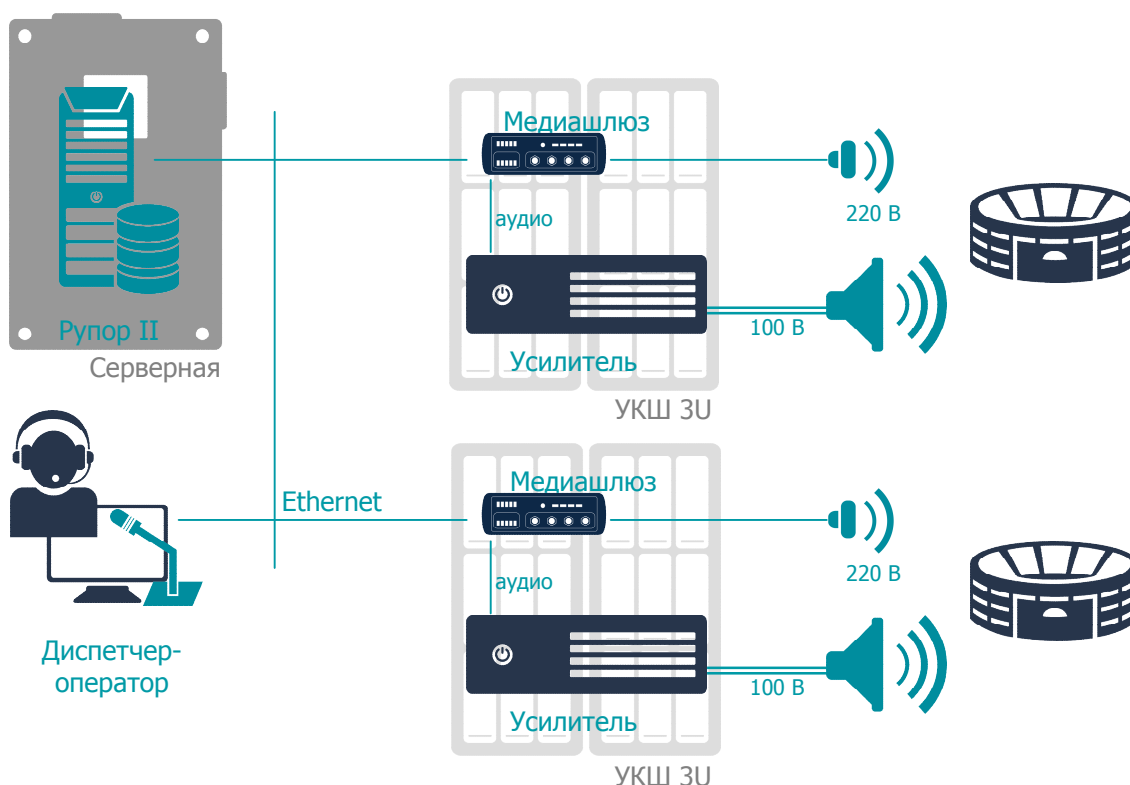 Медиашлюз
220 В
аудио
Рупор II
100 В
Серверная
Усилитель
УКШ 3U
Медиашлюз
Ethernet
220 В
аудио
Диспетчер-
оператор
100 В
Усилитель
УКШ 3U